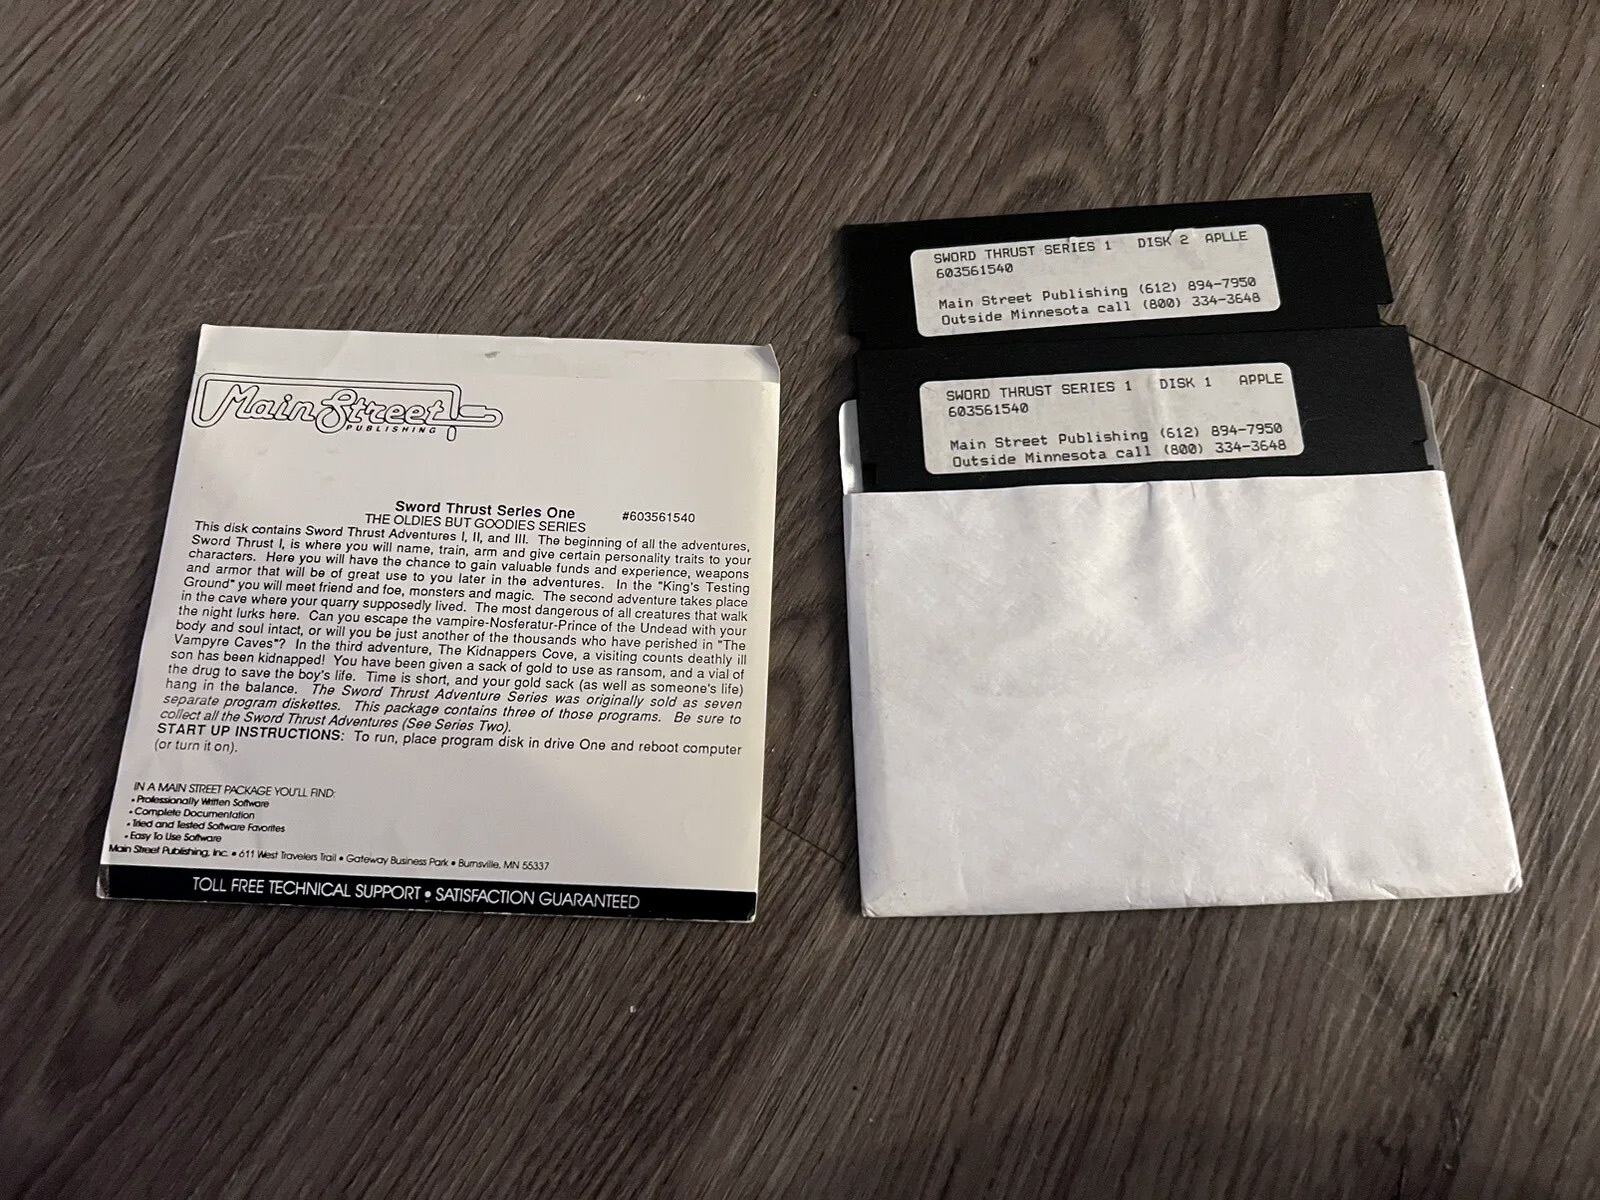 Main Street
PUBLISHING
Sword Thrust Series One #603561540
THE OLDIES BUT GOODIES SERIES
This disk contains Sword Thrust Adventures I, II, and III. The beginning of all the adventures,
Sword Thrust I, is where you will name, train, arm and give certain personality traits to your
characters. Here you will have the chance to gain valuable funds and experience, weapons
and armor that will be of great use to you later in the adventures. In the "King's Testing
Ground" you will meet friend and foe, monsters and magic. The second adventure takes place
in the cave where your quarry supposedly lived. The most dangerous of all creatures that walk
the night lurks here. Can you escape the vampire-Nosferatur-Prince of the Undead with your
body and soul intact, or will you be just another of the thousands who have perished in "The
Vampyre Caves"? In the third adventure, The Kidnappers Cove, a visiting counts deathly ill
son has been kidnapped! You have been given a sack of gold to use as ransom, and a vial of
the drug to save the boy's life. Time is short, and your gold sack (as well as someone's life)
hang in the balance. The Sword Thrust Adventure Series was originally sold as seven
separate program diskettes. This package contains three of those programs. Be sure to
collect all the Sword Thrust Adventures (See Series Two).
START UP INSTRUCTIONS: To run, place program disk in drive One and reboot computer
(or turn it on).
IN A MAIN STREET PACKAGE YOU'LL FIND:
• Professionally Written Software
• Complete Documentation
• Tried and Tested Software Favorites
• Easy To Use Software
Main Street Publishing, Inc. • 611 West Travelers Trail • Gateway Business Park • Burnsville, MN 55337
TOLL FREE TECHNICAL SUPPORT • SATISFACTION GUARANTEED
SWORD THRUST SERIES 1 DISK 2 APLLE
603561540
Main Street Publishing (612) 894-7950
Outside Minnesota call (800) 334-3648
SWORD THRUST SERIES 1 DISK 1 APPLE
603561540
Main Street Publishing (612) 894-7950
Outside Minnesota call (800) 334-3648